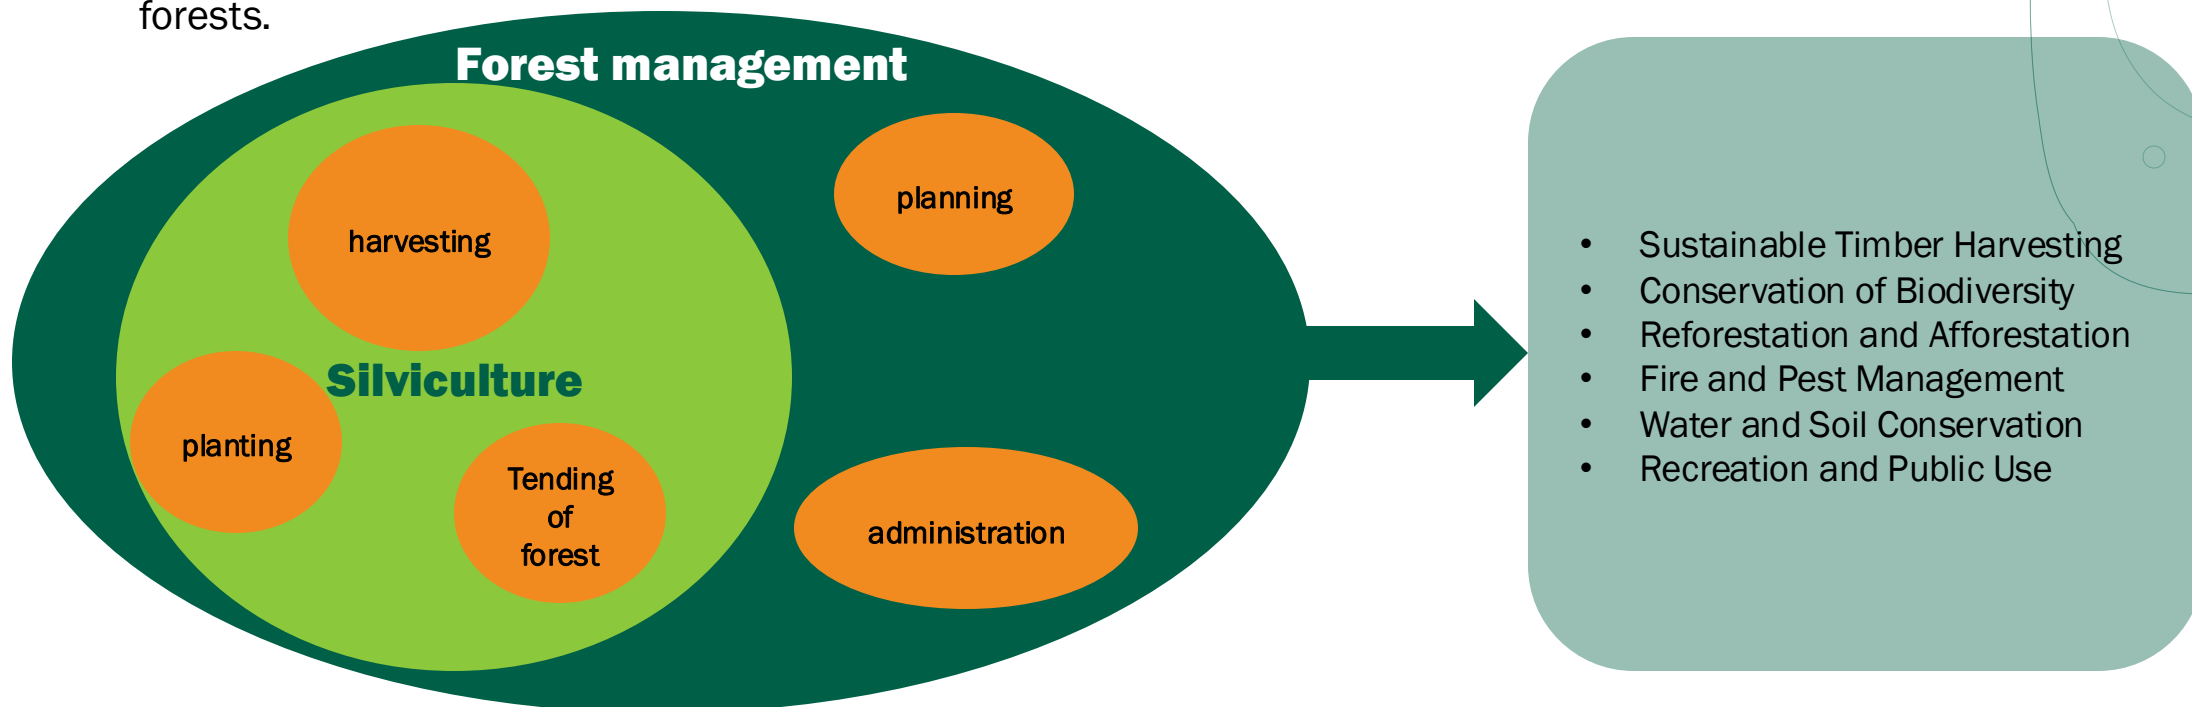 forests.
Forest management
harvesting
planning
Silviculture
planting
Tending
of
forest
administration
• Sustainable Timber Harvesting
• Conservation of Biodiversity
• Reforestation and Afforestation
• Fire and Pest Management
• Water and Soil Conservation
• Recreation and Public Use